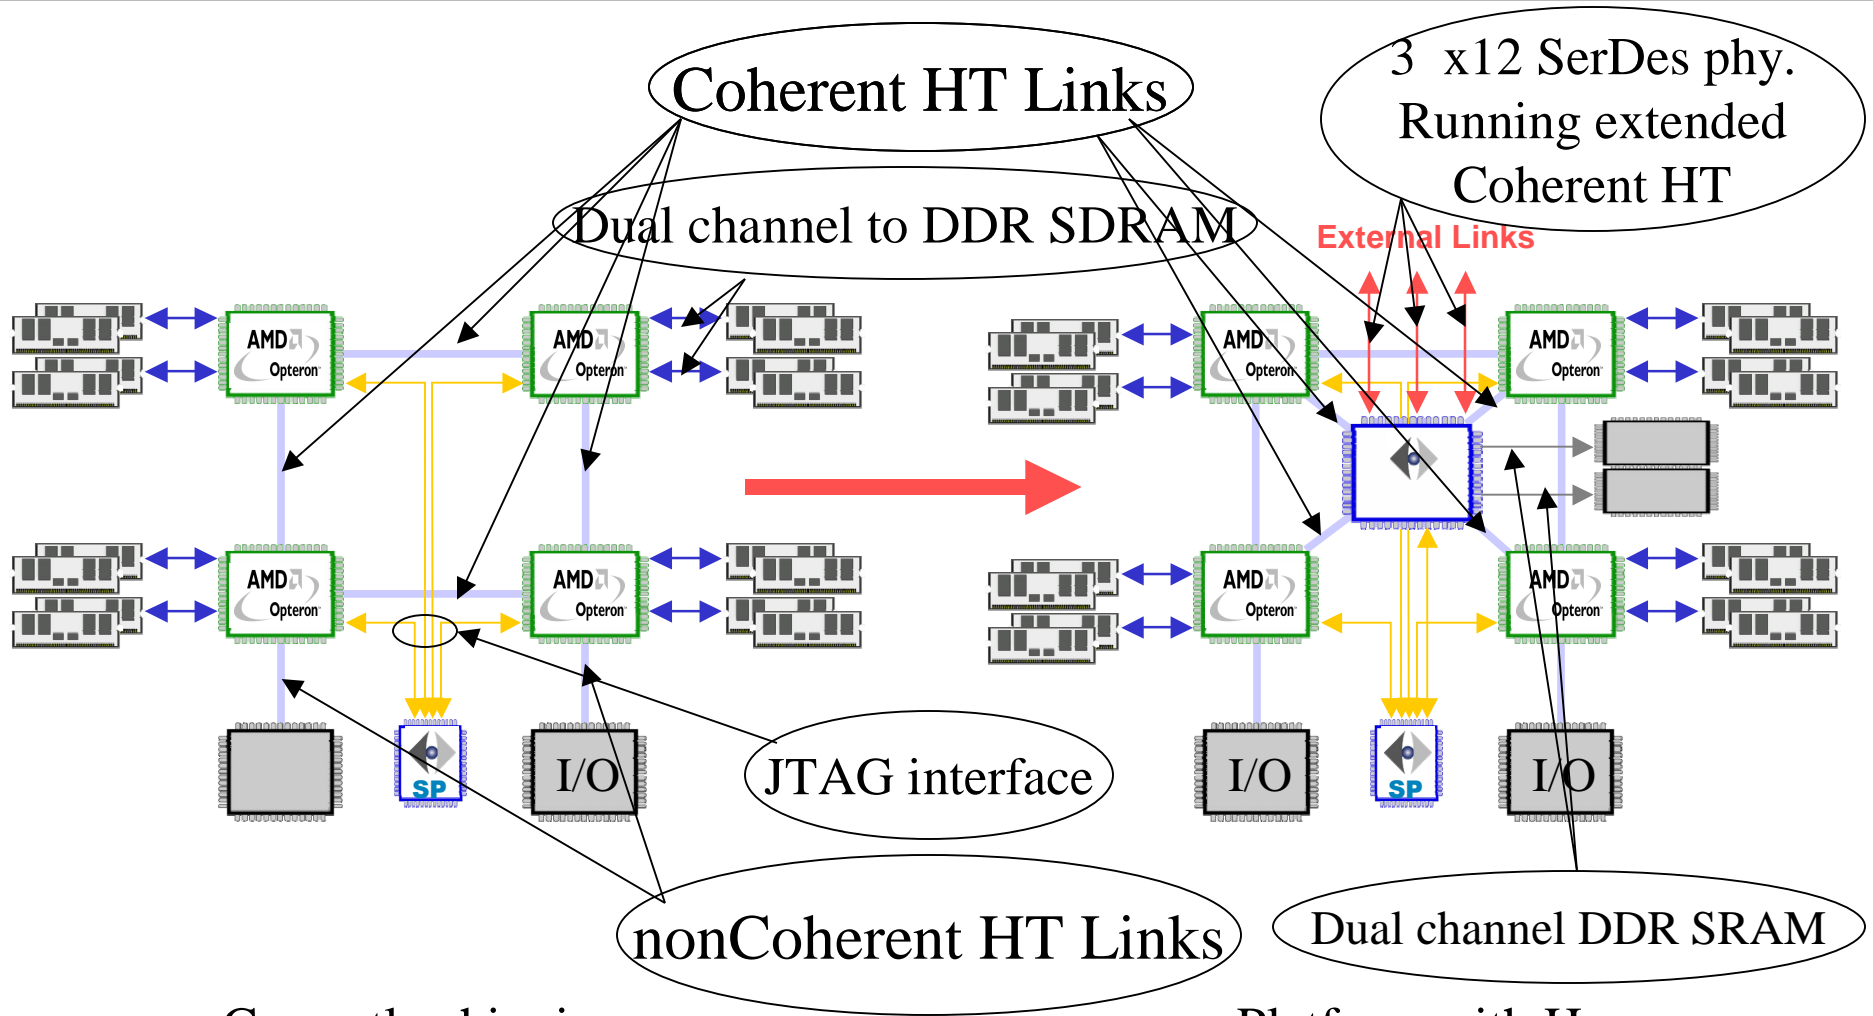 Coherent HT Links
3 x12 SerDes phy.
Running extended
Coherent HT
Dual channel to DDR SDRAM
External Links
AMD
Opteron
AMD
Opteron
AMD
Opteron
AMD
Opteron
AMD
Opteron
AMD
Opteron
AMD
Opteron
AMD
Opteron
SP
I/O
JTAG interface
I/O
SP
I/O
nonCoherent HT Links
Dual channel DDR SRAM